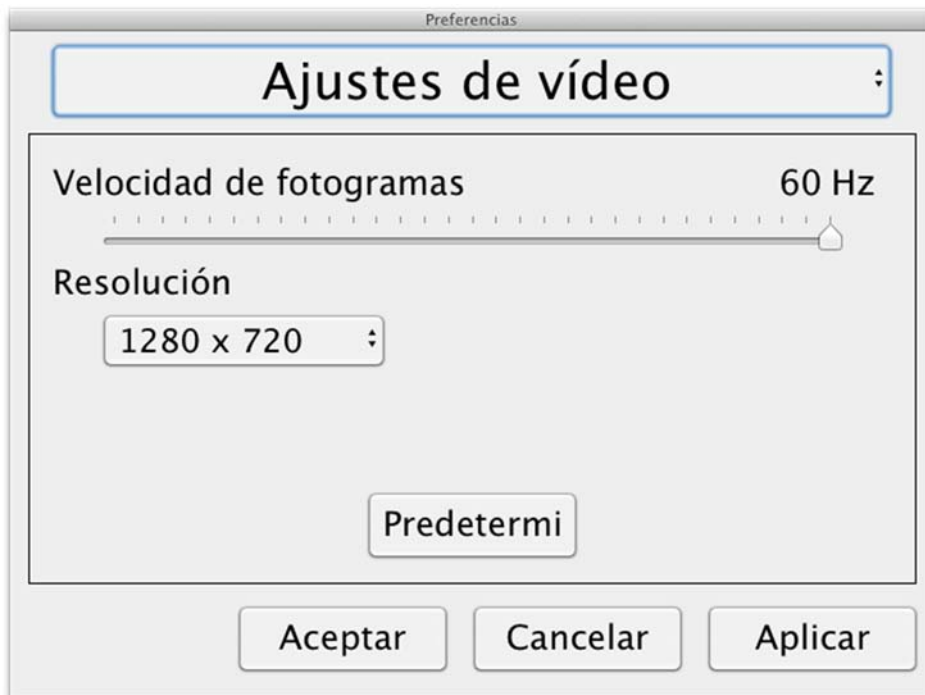 Preferencias
Ajustes de vídeo
Velocidad de fotogramas 60 Hz
Resolución
1280 x 720
Predetermi
Aceptar Cancelar Aplicar